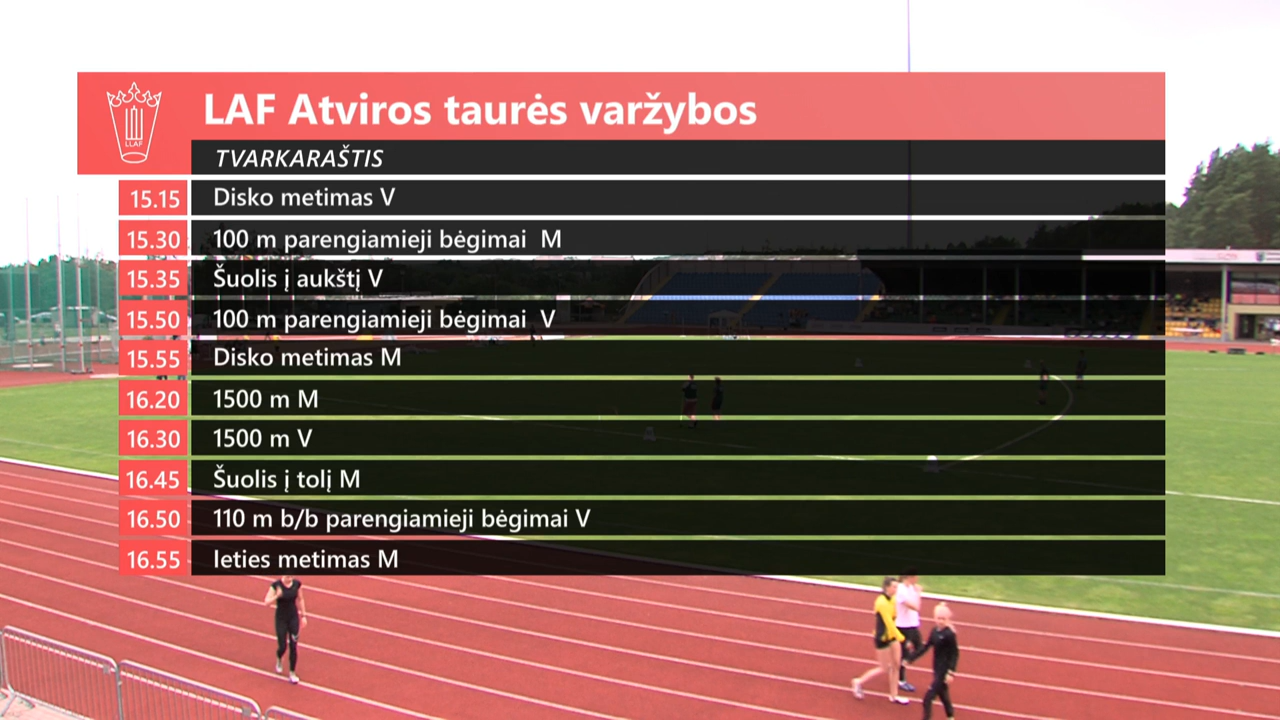 LLAF
LAF Atviros taurės varžybos
TVARKARAŠTIS
15.15 Disko metimas V
15.30 100 m parengiamieji bėgimai M
15.35 Šuolis į aukštį V
15.50 100 m parengiamieji bėgimai V
15.55 Disko metimas M
16.20 1500 m M
16.30 1500 m V
16.45 Šuolis į tolį M
16.50 110 m b/b parengiamieji bėgimai V
16.55 Ieties metimas M